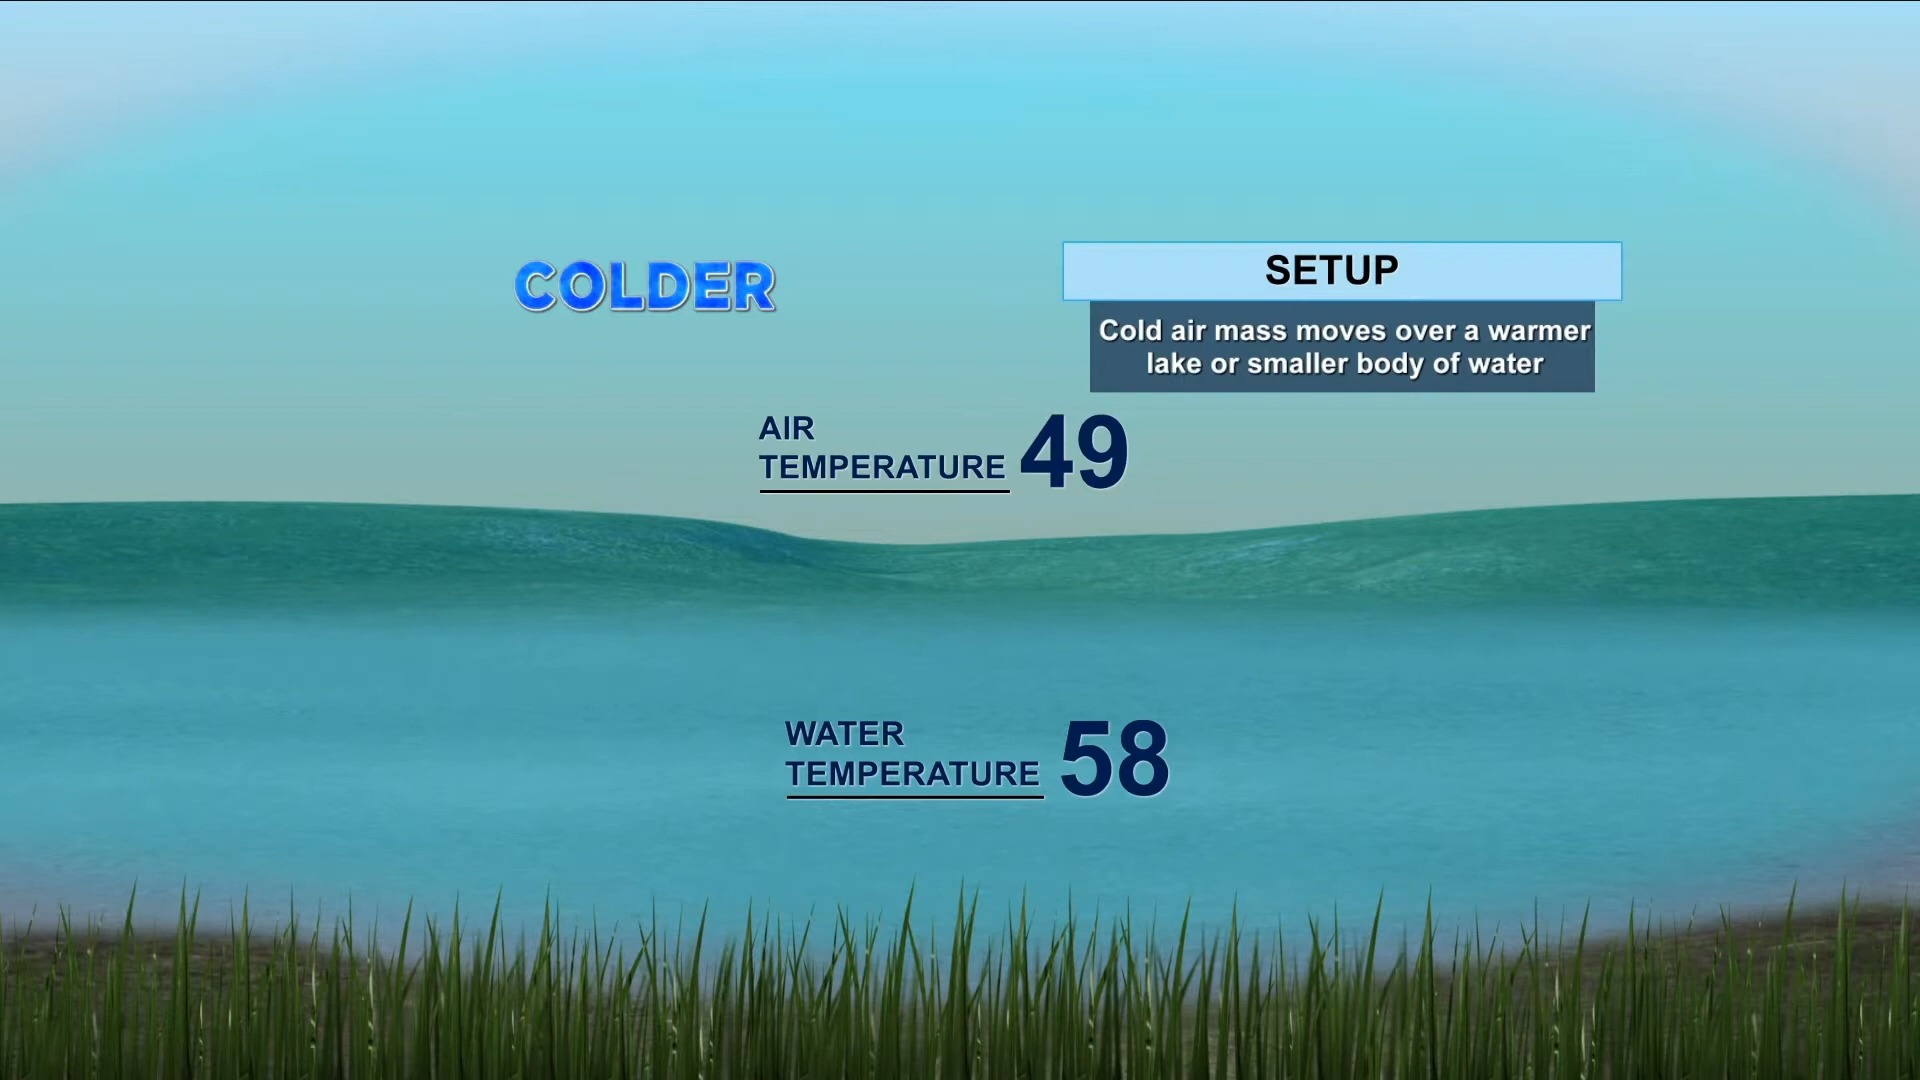 COLDER
SETUP
Cold air mass moves over a warmer
lake or smaller body of water
AIR
TEMPERATURE 49
WATER
TEMPERATURE 58